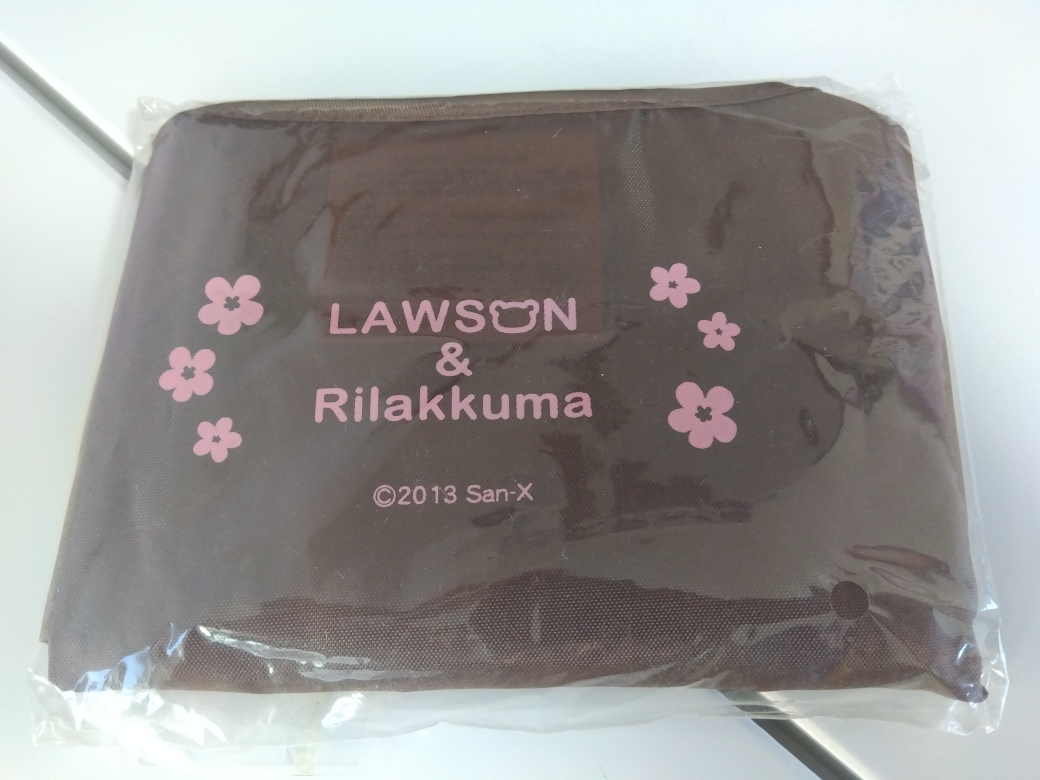 LAWSON
&
Rilakkuma
©2013 San-X